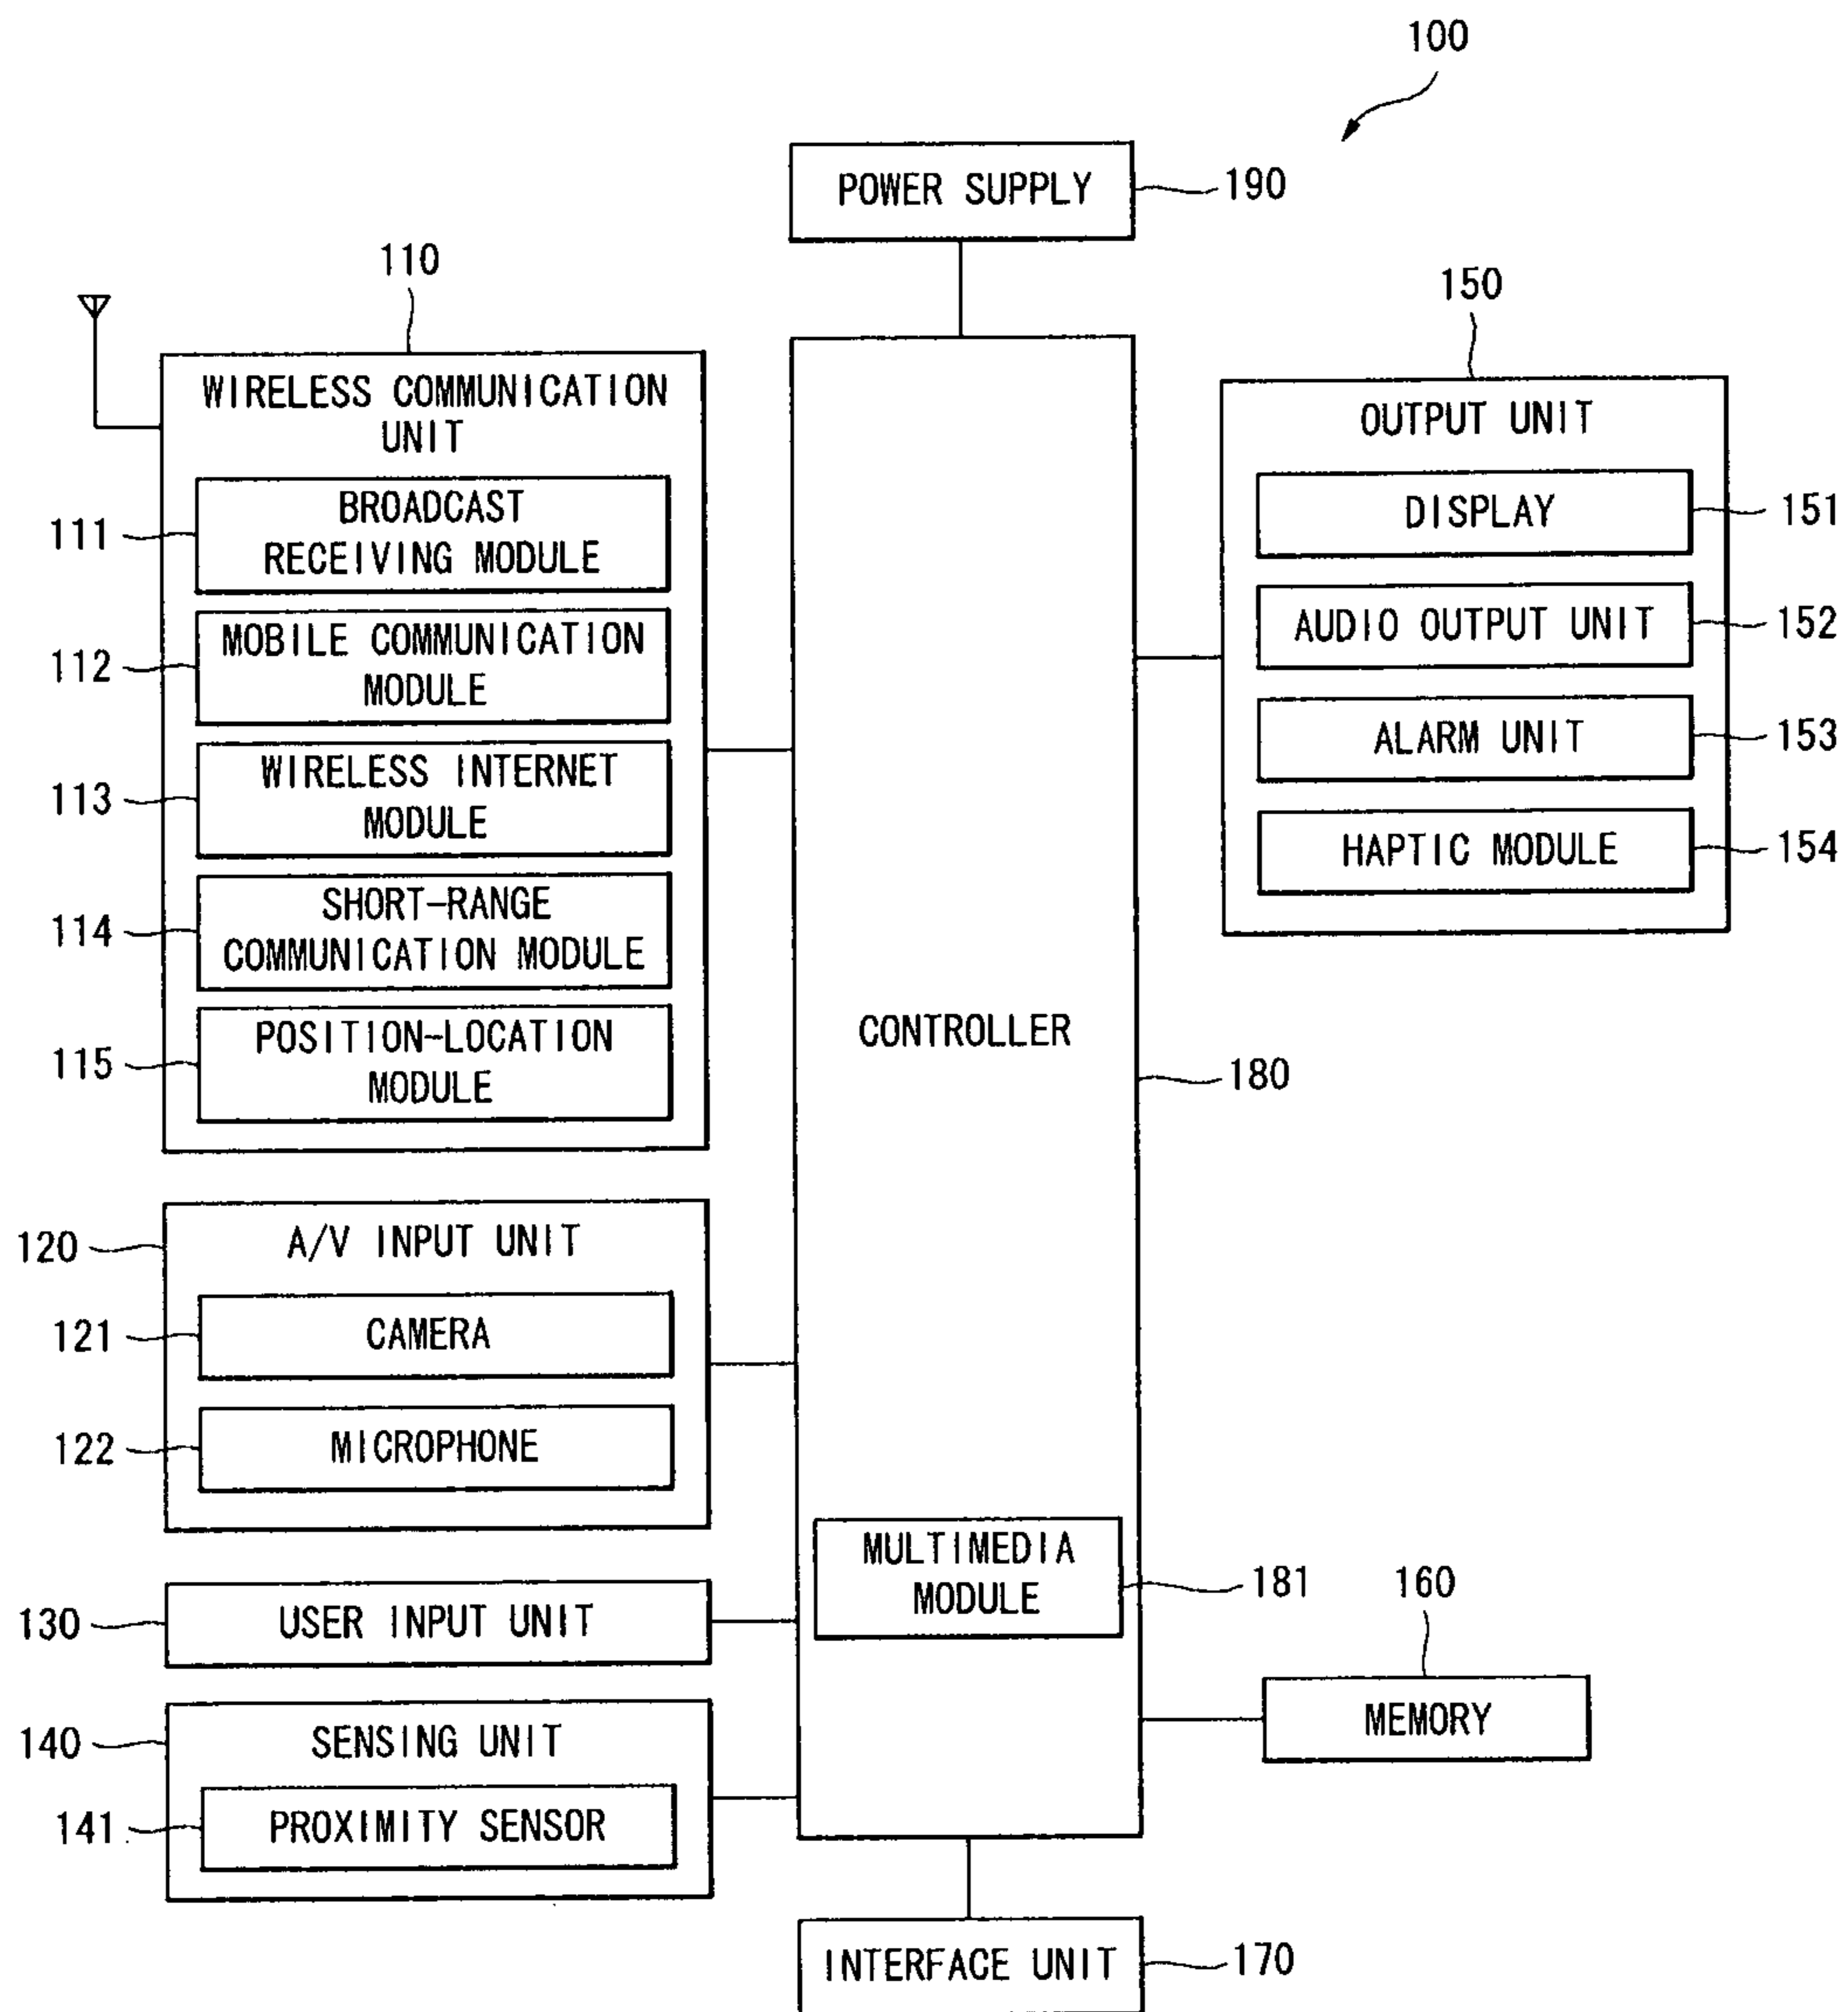 100
POWER SUPPLY
190
110
WIRELESS COMMUNICATION
UNIT
111
BROADCAST
RECEIVING MODULE
112
MOBILE COMMUNICATION
MODULE
113
WIRELESS INTERNET
MODULE
114
SHORT-RANGE
COMMUNICATION MODULE
115
POSITION-LOCATION
MODULE
150
OUTPUT UNIT
DISPLAY
151
AUDIO OUTPUT UNIT
152
ALARM UNIT
153
HAPTIC MODULE
154
CONTROLLER
180
120
A/V INPUT UNIT
121
CAMERA
122
MICROPHONE
MULTIMEDIA
MODULE
181
130
USER INPUT UNIT
160
MEMORY
140
SENSING UNIT
141
PROXIMITY SENSOR
INTERFACE UNIT
170